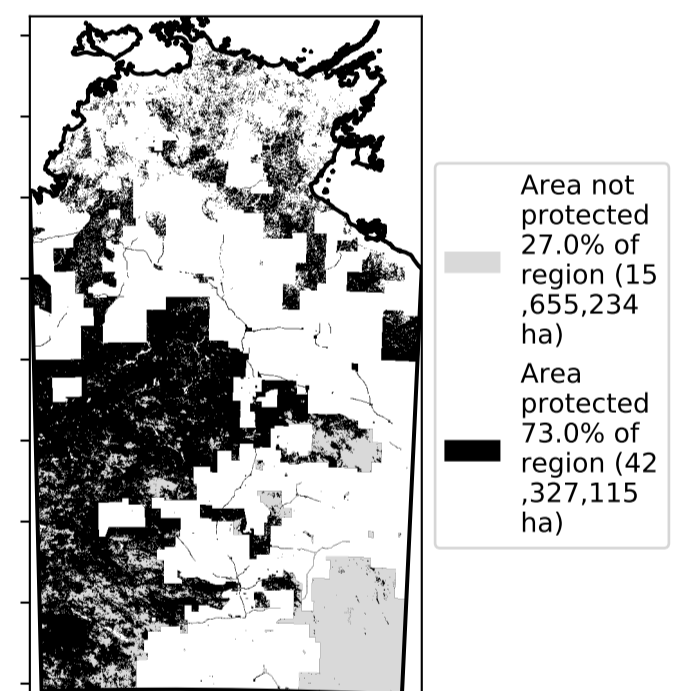 Area not
protected
27.0% of
region (15
,655,234
ha)
Area
protected
73.0% of
region (42
,327,115
ha)